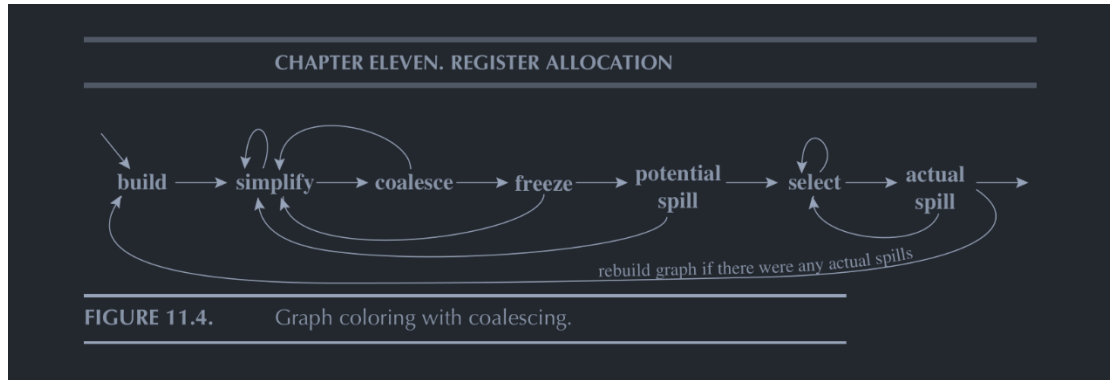 CHAPTER ELEVEN. REGISTER ALLOCATION
build simplify coalesce freeze potential spill select actual spill
rebuild graph if there were any actual spills
FIGURE 11.4. Graph coloring with coalescing.